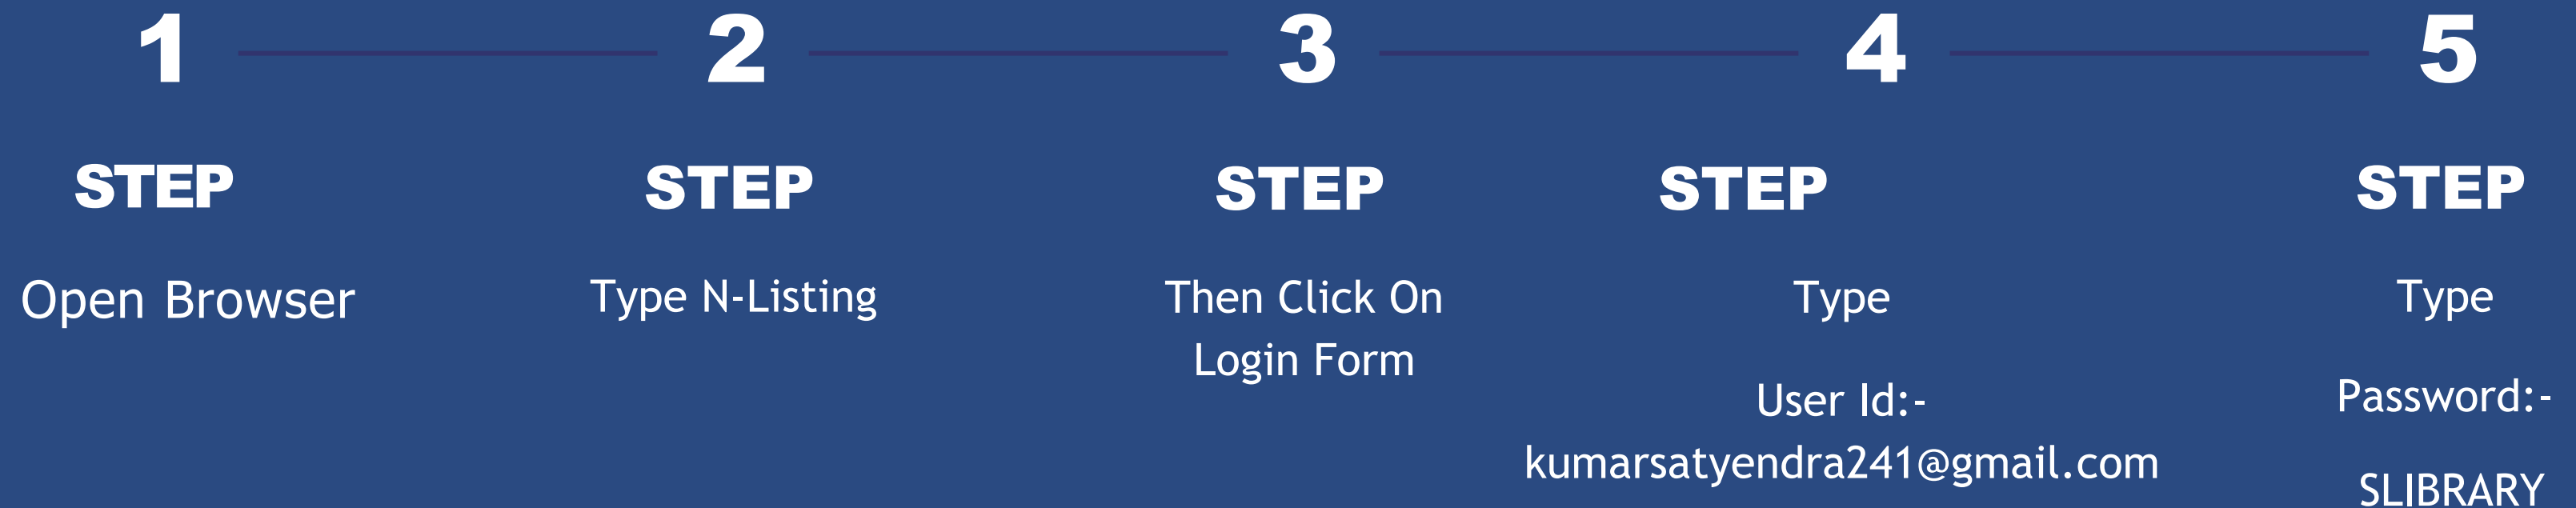 1
STEP
Open Browser
2
STEP
Type N-Listing
3
STEP
Then Click On
Login Form
4
STEP
Type
User Id:-
kumarsatyendra241@gmail.com
5
STEP
Type
Password:-
SLIBRARY